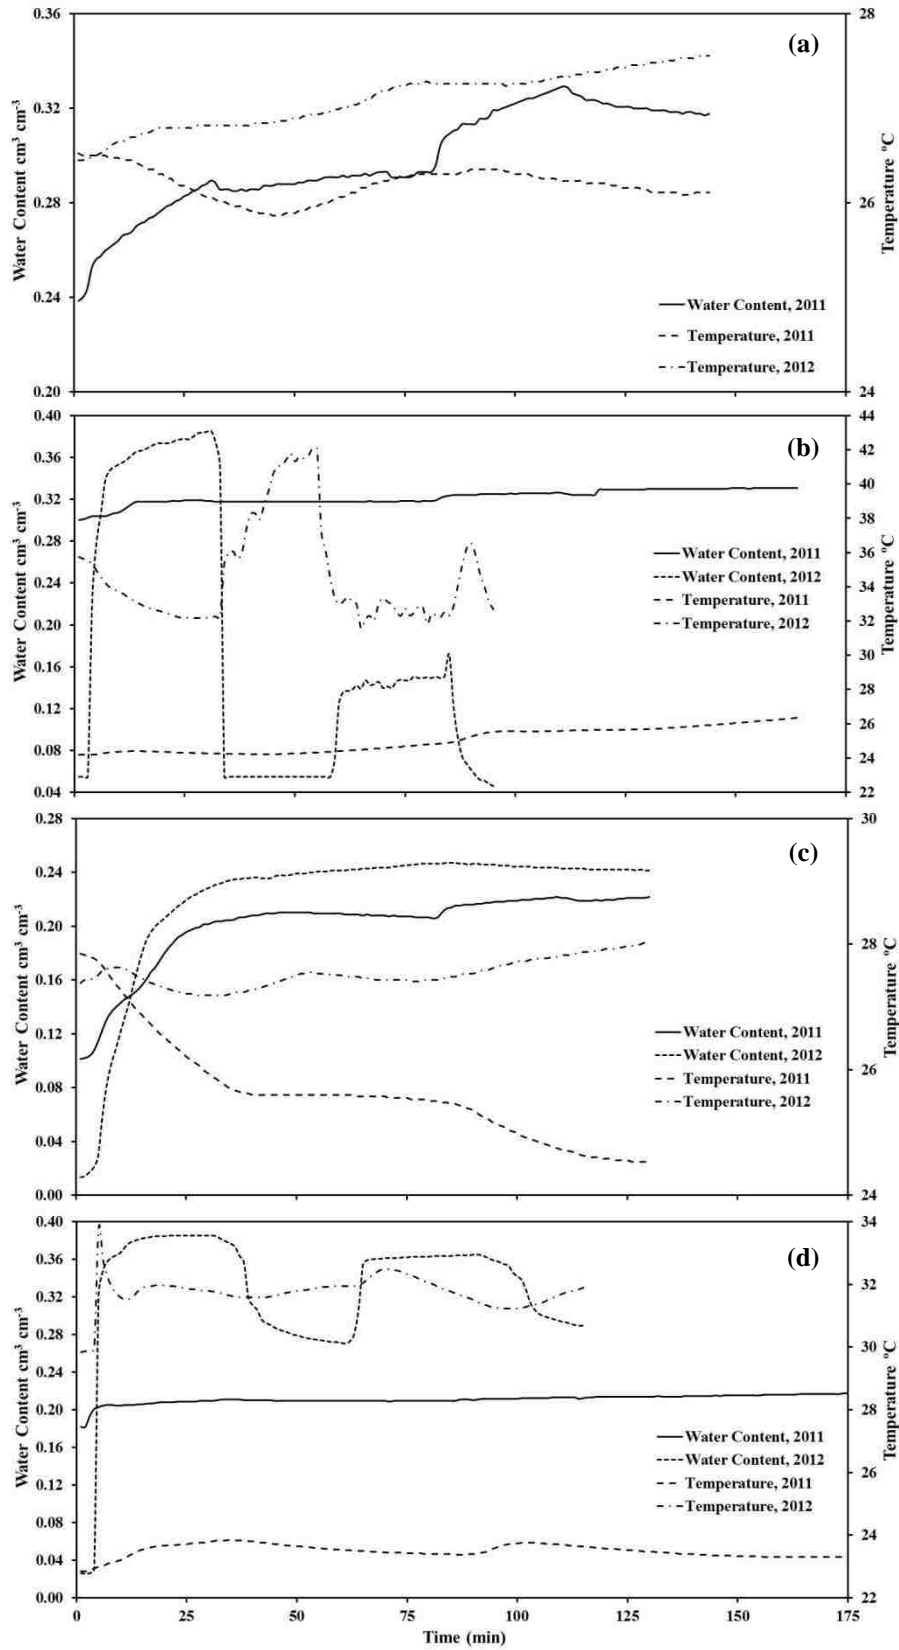 (a)
Water Content cm³ cm⁻³
0.36
0.32
0.28
0.24
0.20
28
26
24
Temperature °C
Water Content, 2011
Temperature, 2011
Temperature, 2012
(b)
Water Content cm³ cm⁻³
0.40
0.36
0.32
0.28
0.24
0.20
0.16
0.12
0.08
0.04
44
42
40
38
36
34
32
30
28
26
24
22
Temperature °C
Water Content, 2011
Water Content, 2012
Temperature, 2011
Temperature, 2012
(c)
Water Content cm³ cm⁻³
0.28
0.24
0.20
0.16
0.12
0.08
0.04
0.00
30
28
26
24
Temperature °C
Water Content, 2011
Water Content, 2012
Temperature, 2011
Temperature, 2012
(d)
Water Content cm³ cm⁻³
0.40
0.36
0.32
0.28
0.24
0.20
0.16
0.12
0.08
0.04
0.00
34
32
30
28
26
24
22
Temperature °C
Water Content, 2011
Water Content, 2012
Temperature, 2011
Temperature, 2012
0 25 50 75 100 125 150 175
Time (min)